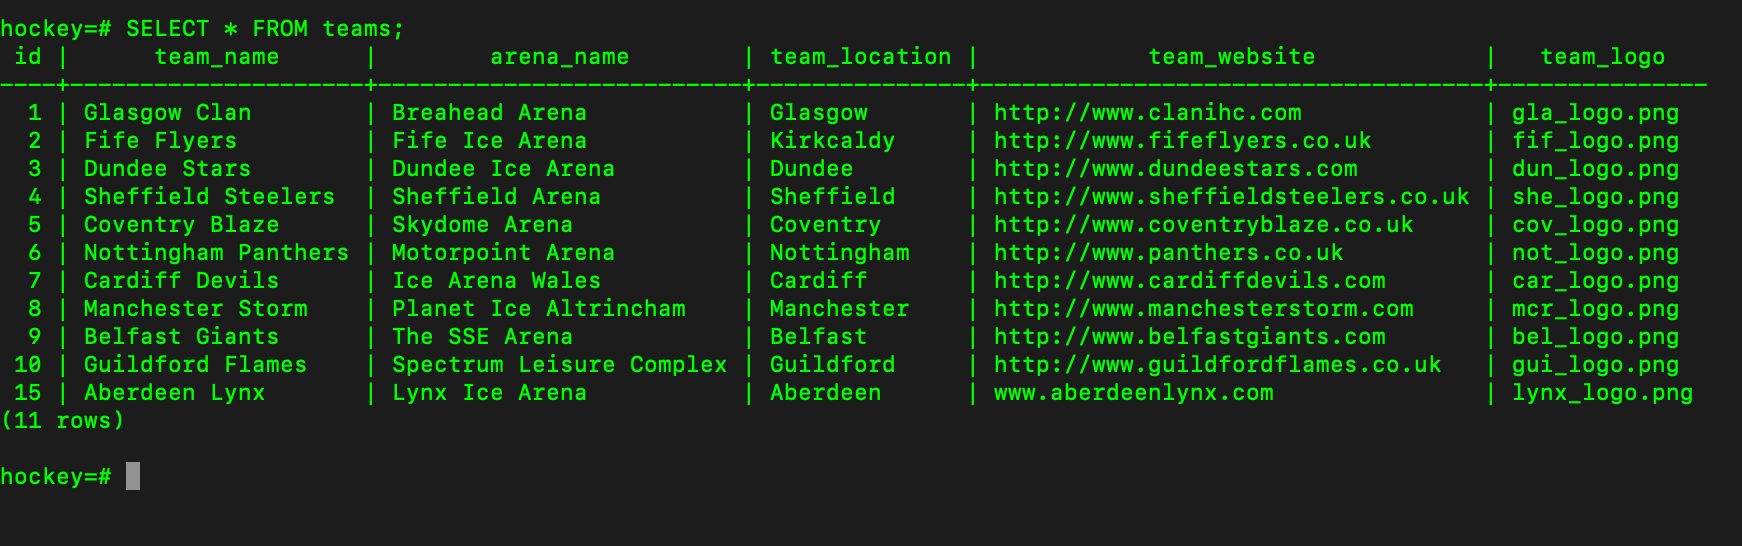 hockey=# SELECT * FROM teams;
 id |      team_name      |        arena_name        | team_location |            team_website            |   team_logo
----+---------------------+--------------------------+---------------+------------------------------------+---------------
  1 | Glasgow Clan        | Breahead Arena           | Glasgow       | http://www.clanihc.com             | gla_logo.png
  2 | Fife Flyers         | Fife Ice Arena           | Kirkcaldy     | http://www.fifeflyers.co.uk        | fif_logo.png
  3 | Dundee Stars        | Dundee Ice Arena         | Dundee        | http://www.dundeestars.com         | dun_logo.png
  4 | Sheffield Steelers  | Sheffield Arena          | Sheffield     | http://www.sheffieldsteelers.co.uk | she_logo.png
  5 | Coventry Blaze      | Skydome Arena            | Coventry      | http://www.coventryblaze.co.uk     | cov_logo.png
  6 | Nottingham Panthers | Motorpoint Arena         | Nottingham    | http://www.panthers.co.uk          | not_logo.png
  7 | Cardiff Devils      | Ice Arena Wales          | Cardiff       | http://www.cardiffdevils.com       | car_logo.png
  8 | Manchester Storm    | Planet Ice Altrincham    | Manchester    | http://www.manchesterstorm.com     | mcr_logo.png
  9 | Belfast Giants      | The SSE Arena            | Belfast       | http://www.belfastgiants.com       | bel_logo.png
 10 | Guildford Flames    | Spectrum Leisure Complex | Guildford     | http://www.guildfordflames.co.uk   | gui_logo.png
 15 | Aberdeen Lynx       | Lynx Ice Arena           | Aberdeen      | www.aberdeenlynx.com               | lynx_logo.png
(11 rows)
hockey=#